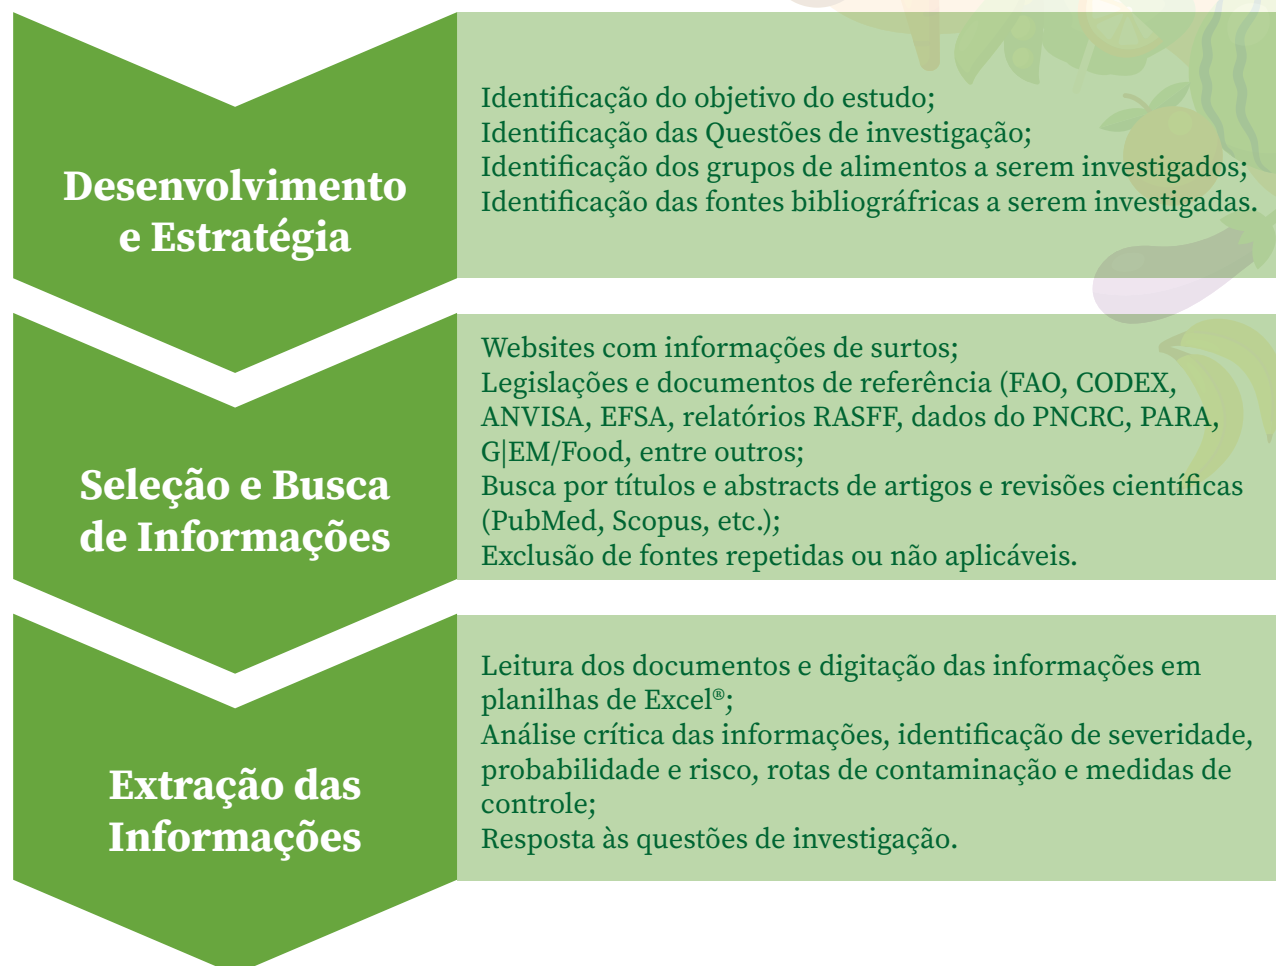 Desenvolvimento
e Estratégia
Identificação do objetivo do estudo;
Identificação das Questões de investigação;
Identificação dos grupos de alimentos a serem investigados;
Identificação das fontes bibliográfricas a serem investigadas.
Seleção e Busca
de Informações
Websites com informações de surtos;
Legislações e documentos de referência (FAO, CODEX,
ANVISA, EFSA, relatórios RASFF, dados do PNCRC, PARA,
G|EM/Food, entre outros;
Busca por títulos e abstracts de artigos e revisões científicas
(PubMed, Scopus, etc.);
Exclusão de fontes repetidas ou não aplicáveis.
Extração das
Informações
Leitura dos documentos e digitação das informações em
planilhas de Excel®;
Análise crítica das informações, identificação de severidade,
probabilidade e risco, rotas de contaminação e medidas de
controle;
Resposta às questões de investigação.